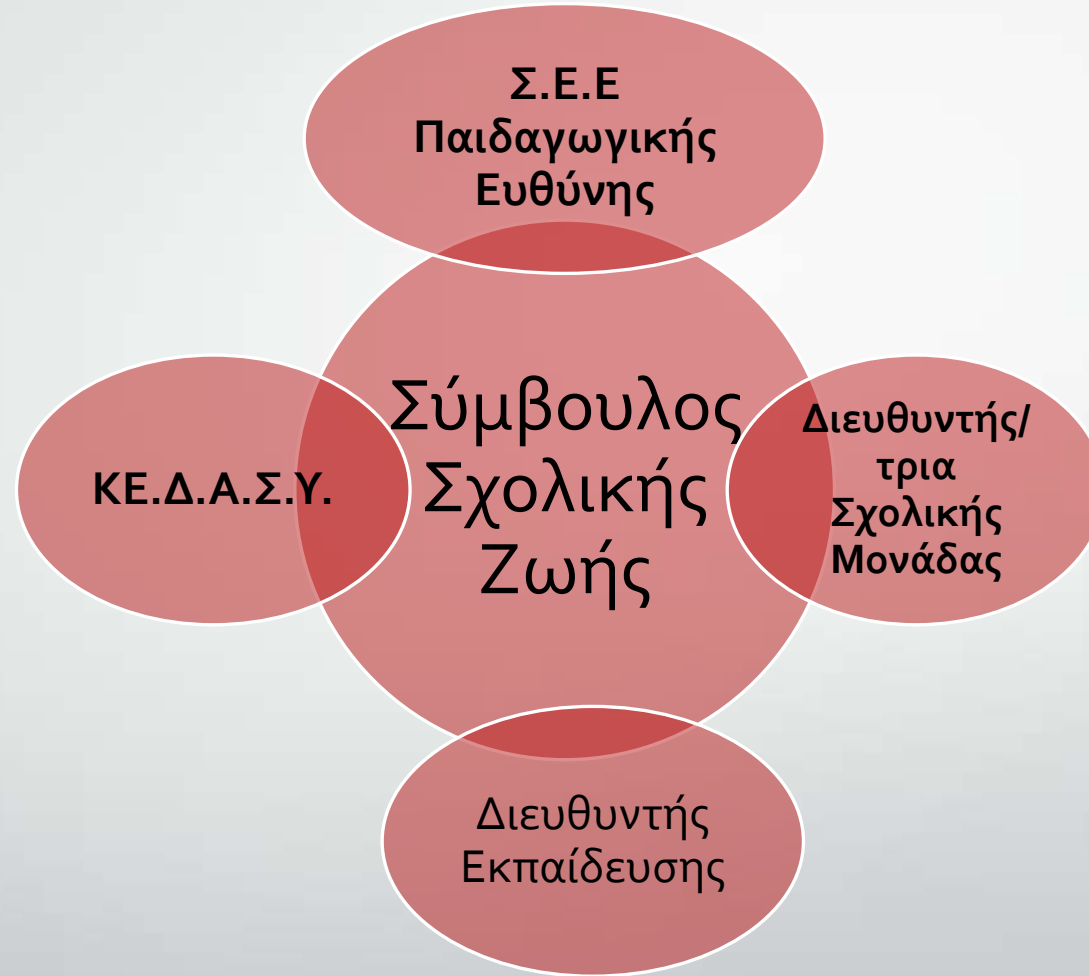 Σ.Ε.Ε
Παιδαγωγικής
Ευθύνης
Σύμβουλος
Σχολικής
Ζωής
ΚΕ.Δ.Α.Σ.Υ.
Διευθυντής/
τρια
Σχολικής
Μονάδας
Διευθυντής
Εκπαίδευσης